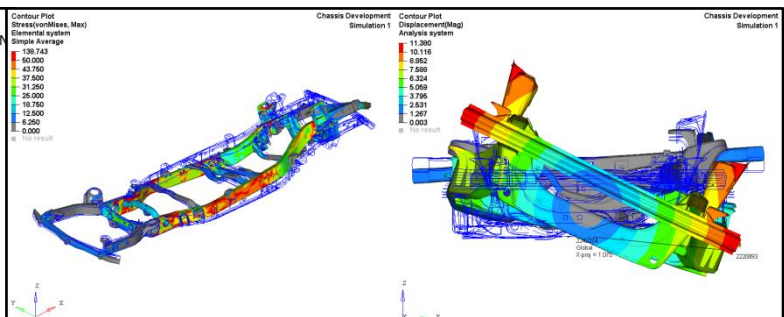 Contour Plot
Stress(vonMises, Max)
Elemental system
Simple Average
138.743
50.000
43.750
37.500
31.250
25.000
18.750
12.500
6.250
0.000
No result
Chassis Development
Simulation 1
Z
Y
X
Contour Plot
Displacement(Mag)
Analysis system
11.380
10.116
8.852
7.588
6.324
5.059
3.795
2.531
1.267
0.003
No result
Chassis Development
Simulation 1
Global
X-proj = 1.075
2220893
Z